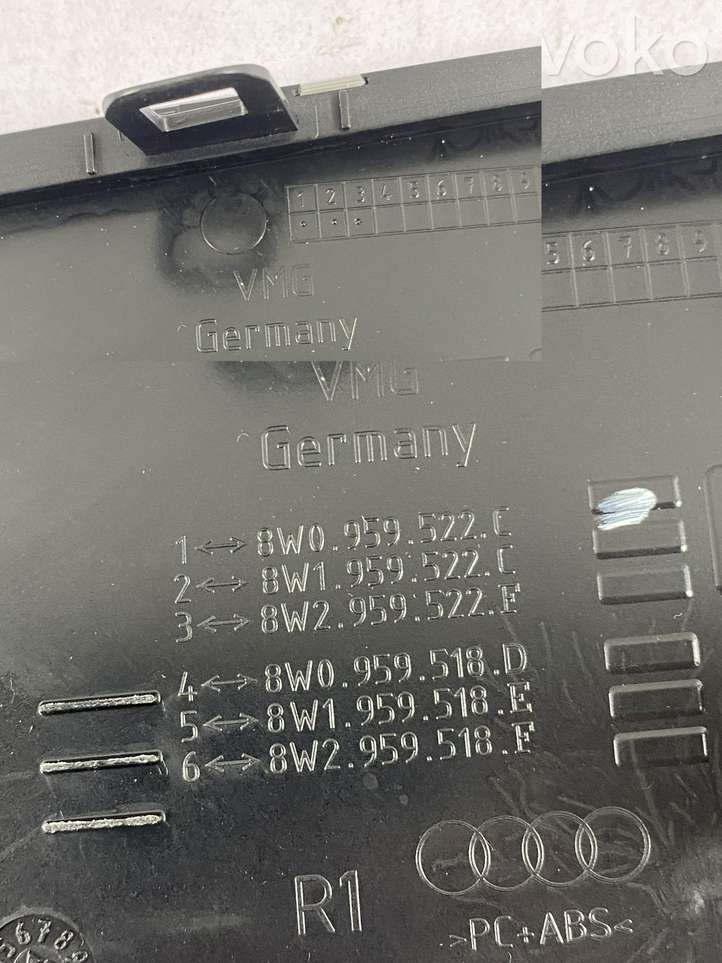 voko
1 2 3 4 5 6 7 8 9
VMG
Germany
5 6 7 8 9
VMG
Germany
1 ↔ 8W0.959.522.C
2 ↔ 8W1.959.522.C
3 ↔ 8W2.959.522.F
4 ↔ 8W0.959.518.D
5 ↔ 8W1.959.518.E
6 ↔ 8W2.959.518.F
R1
>PC+ABS<
678